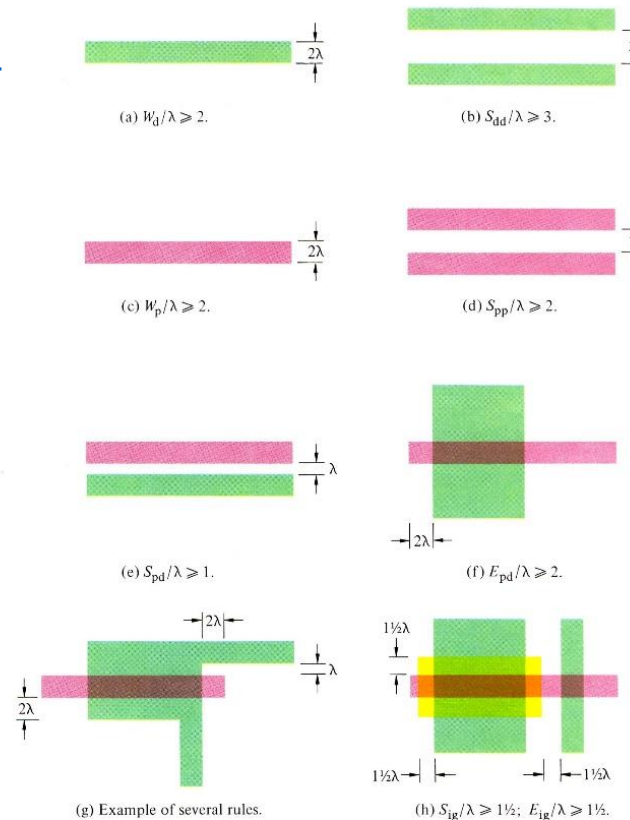 2λ
(a) W_d/λ ⩾ 2.
(b) S_dd/λ ⩾ 3.
2λ
(c) W_p/λ ⩾ 2.
(d) S_pp/λ ⩾ 2.
λ
(e) S_pd/λ ⩾ 1.
2λ
(f) E_pd/λ ⩾ 2.
2λ
λ
2λ
(g) Example of several rules.
1½λ
1½λ
1½λ
(h) S_ig/λ ⩾ 1½; E_ig/λ ⩾ 1½.